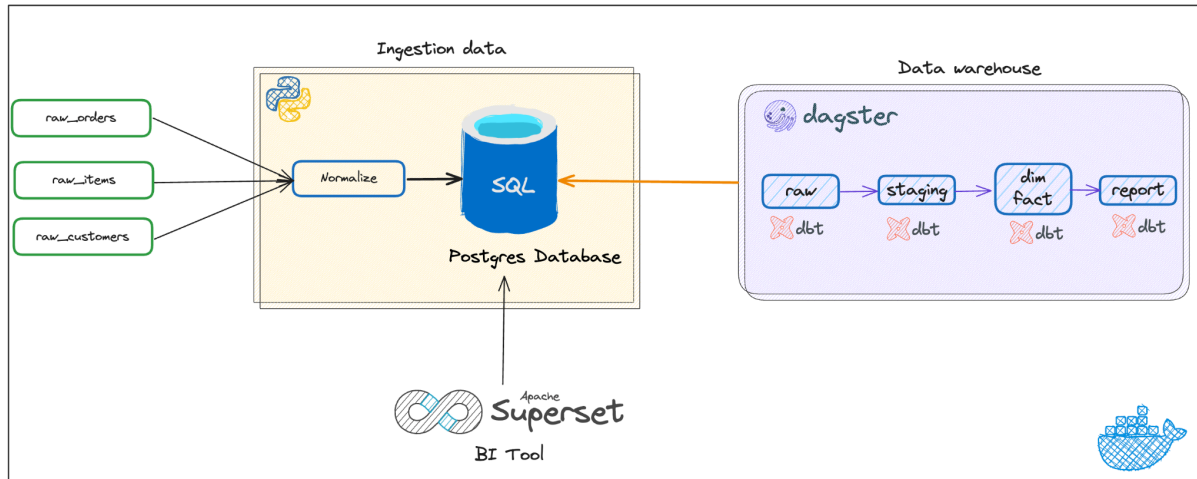 Ingestion data
Data warehouse
raw_orders
raw_items
raw_customers
Normalize
SQL
Postgres Database
dagster
raw
staging
dim
fact
report
dbt
dbt
dbt
dbt
Apache
Superset
BI Tool